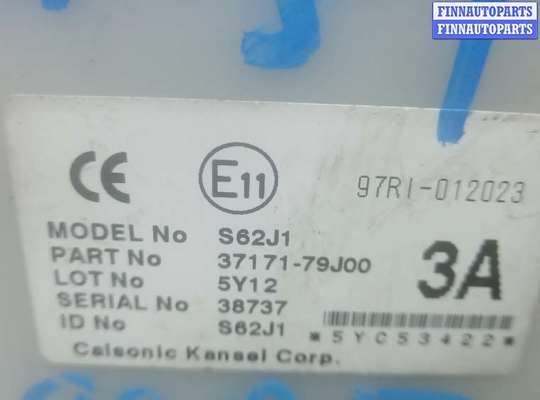 FINNAUTOPARTS
FINNAUTOPARTS
CE E11 97RI-012023
MODEL No S62J1
PART No 37171-79J00
LOT No 5Y12
SERIAL No 38737
ID No S62J1
3A
*5YC53422*
Calsonic Kansei Corp.